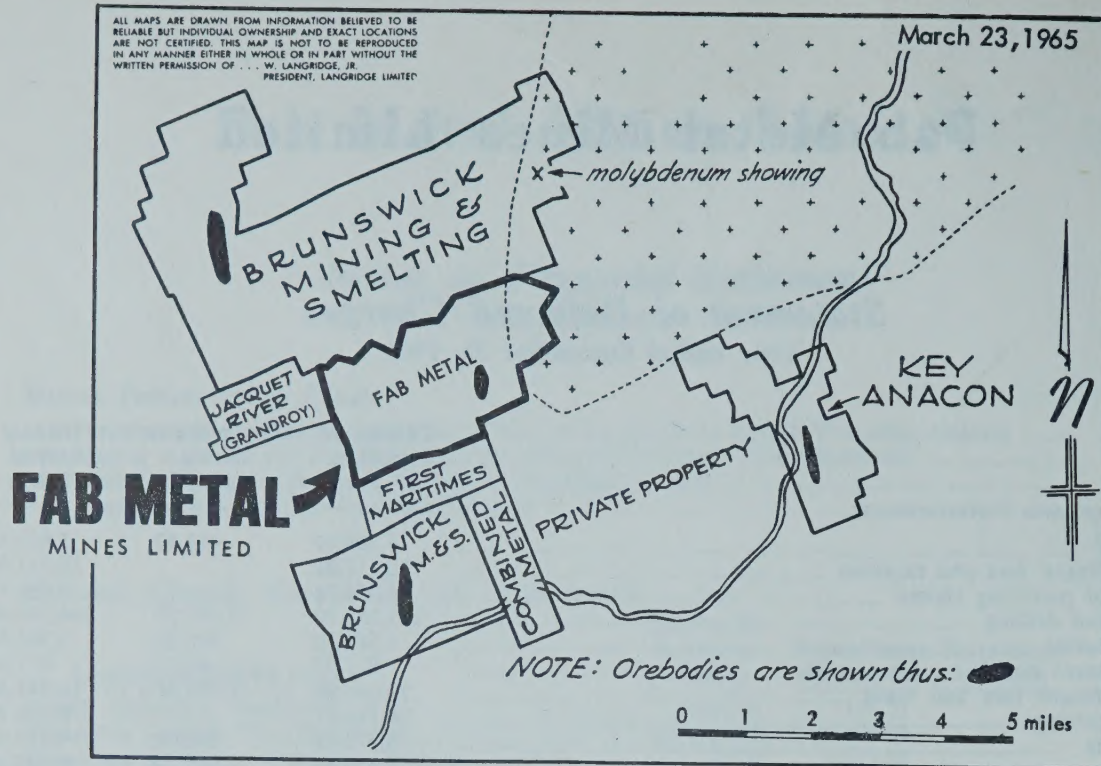 ALL MAPS ARE DRAWN FROM INFORMATION BELIEVED TO BE
RELIABLE BUT INDIVIDUAL OWNERSHIP AND EXACT LOCATIONS
ARE NOT CERTIFIED. THIS MAP IS NOT TO BE REPRODUCED
IN ANY MANNER EITHER IN WHOLE OR IN PART WITHOUT THE
WRITTEN PERMISSION OF . . . W. LANGRIDGE, JR.
PRESIDENT, LANGRIDGE LIMITED
March 23, 1965
molybdenum showing
BRUNSWICK
MINING &
SMELTING
JACQUET
RIVER
(GRANDROY)
FAB METAL
KEY
ANACON
N
FAB METAL
MINES LIMITED
FIRST
MARITIMES
BRUNSWICK
M.&S.
COMBINED
METAL
PRIVATE PROPERTY
NOTE: Orebodies are shown thus:
0 1 2 3 4 5 miles